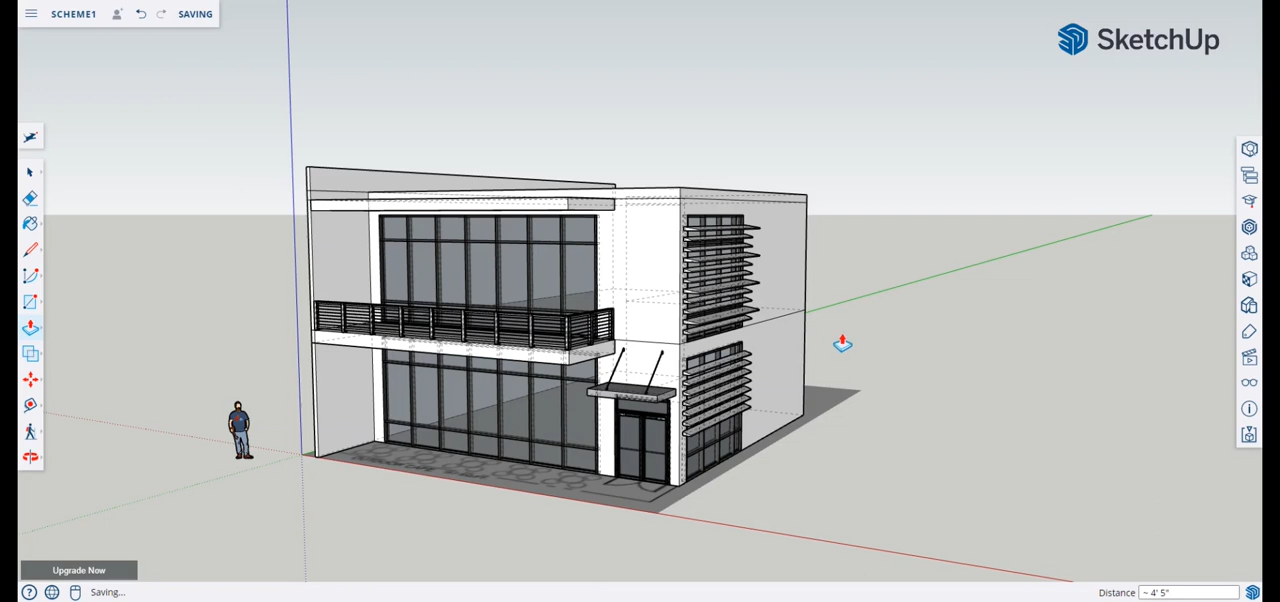 SCHEME1
SAVING
SketchUp
Upgrade Now
Saving...
Distance
~ 4' 5"